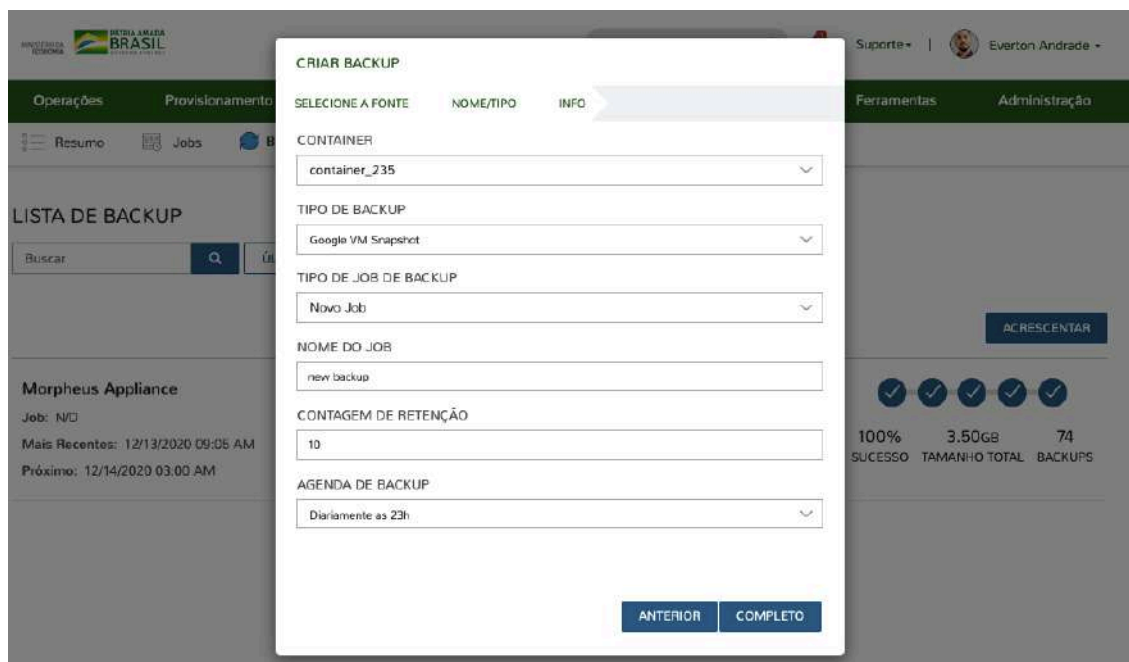 PÁTRIA AMADA
BRASIL
Suporte
|
Everton Andrade
Operações
Provisionamento
Ferramentas
Administração
Resumo
Jobs
B
LISTA DE BACKUP
Buscar
ACRESCENTAR
Morpheus Appliance
Job: N/D
Mais Recentes: 12/13/2020 09:05 AM
Próximo: 12/14/2020 03:00 AM
100%
SUCESSO
3.50GB
TAMANHO TOTAL
74
BACKUPS
CRIAR BACKUP
SELECIONE A FONTE
NOME/TIPO
INFO
CONTAINER
container_235
TIPO DE BACKUP
Google VM Snapshot
TIPO DE JOB DE BACKUP
Novo Job
NOME DO JOB
new backup
CONTAGEM DE RETENÇÃO
10
AGENDA DE BACKUP
Diariamente as 23h
ANTERIOR
COMPLETO